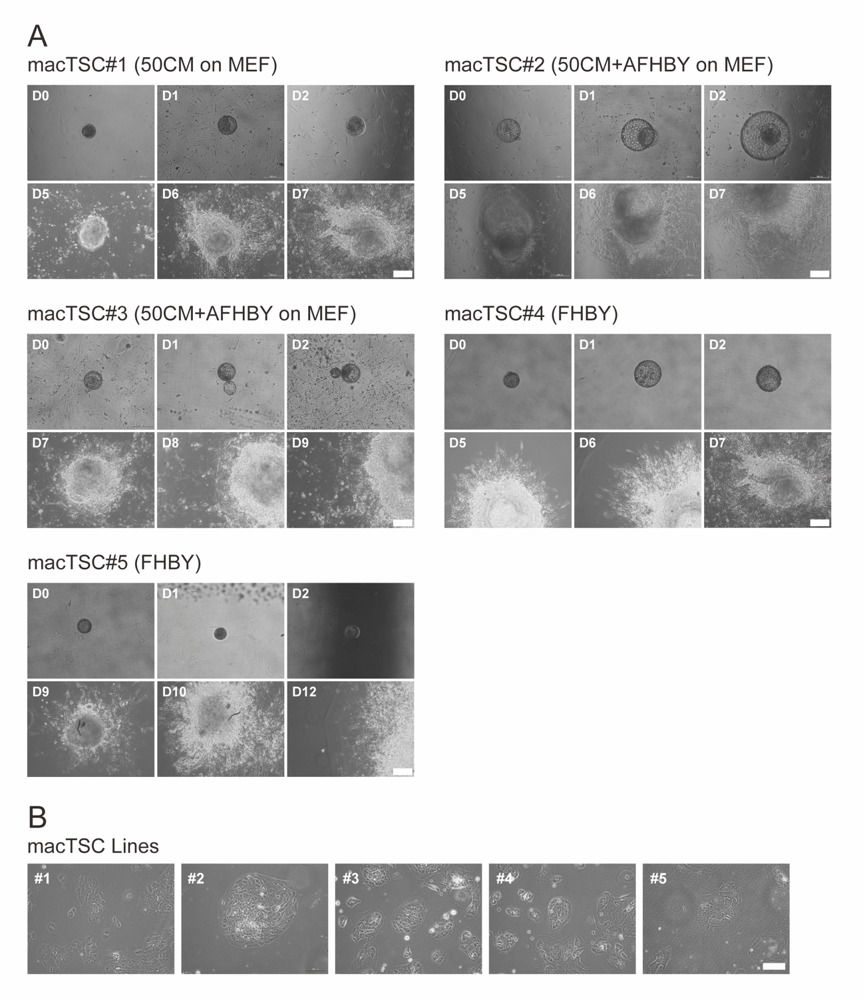 A
macTSC#1 (50CM on MEF)
D0 D1 D2
D5 D6 D7
macTSC#2 (50CM+AFHBY on MEF)
D0 D1 D2
D5 D6 D7
macTSC#3 (50CM+AFHBY on MEF)
D0 D1 D2
D7 D8 D9
macTSC#4 (FHBY)
D0 D1 D2
D5 D6 D7
macTSC#5 (FHBY)
D0 D1 D2
D9 D10 D12
B
macTSC Lines
#1 #2 #3 #4 #5